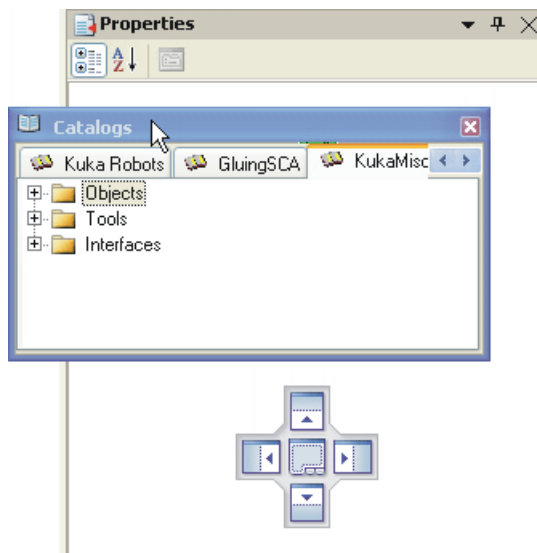 Properties
A
Z
Catalogs
Kuka Robots GluingSCA KukaMisc
Objects
Tools
Interfaces